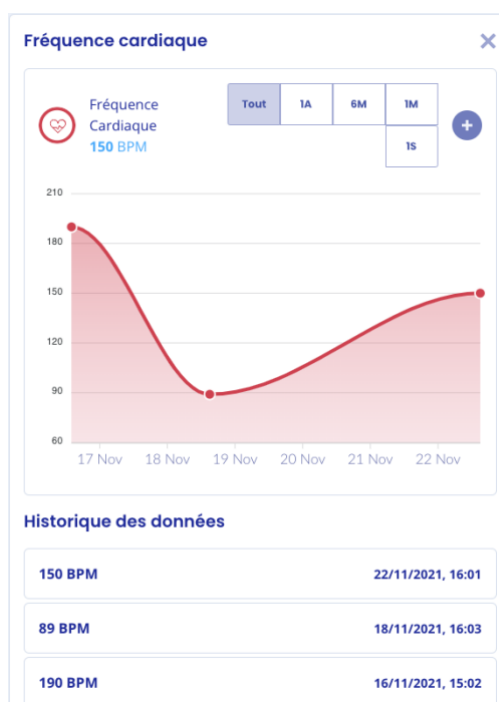 Fréquence cardiaque
Fréquence
Cardiaque
150 BPM
Tout 1A 6M 1M
1S
210
180
150
120
90
60
17 Nov 18 Nov 19 Nov 20 Nov 21 Nov 22 Nov
Historique des données
150 BPM 22/11/2021, 16:01
89 BPM 18/11/2021, 16:03
190 BPM 16/11/2021, 15:02